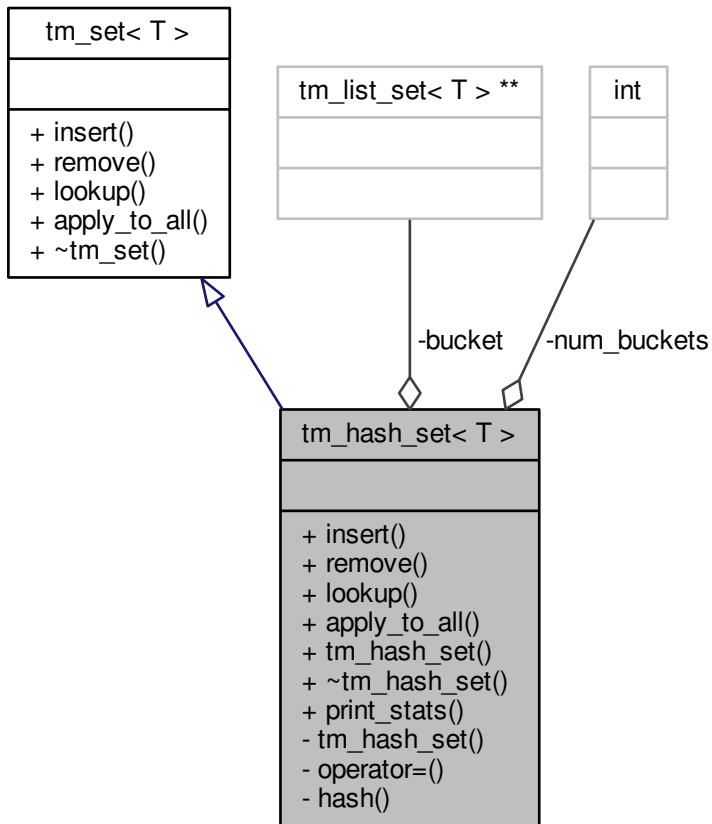 tm_set< T >
+ insert()
+ remove()
+ lookup()
+ apply_to_all()
+ ~tm_set()
tm_list_set< T > **
int
-bucket
-num_buckets
tm_hash_set< T >
+ insert()
+ remove()
+ lookup()
+ apply_to_all()
+ tm_hash_set()
+ ~tm_hash_set()
+ print_stats()
- tm_hash_set()
- operator=()
- hash()